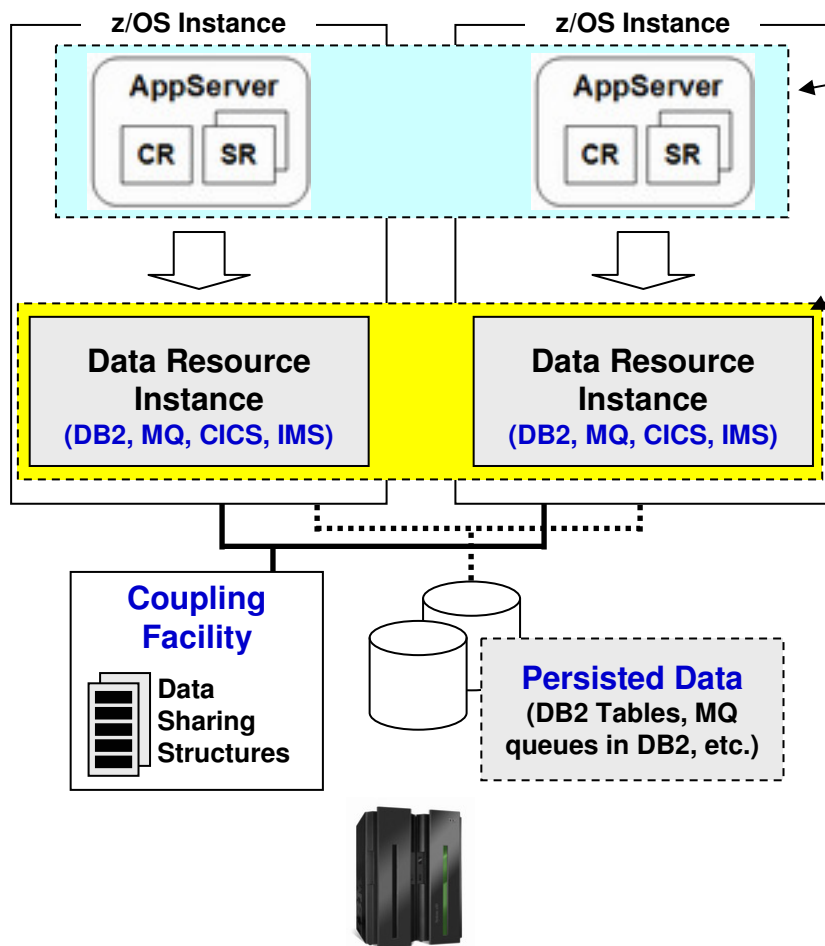 z/OS Instance
z/OS Instance
AppServer
CR
SR
AppServer
CR
SR
Data Resource
Instance
(DB2, MQ, CICS, IMS)
Data Resource
Instance
(DB2, MQ, CICS, IMS)
Coupling
Facility
Data
Sharing
Structures
Persisted Data
(DB2 Tables, MQ
queues in DB2, etc.)